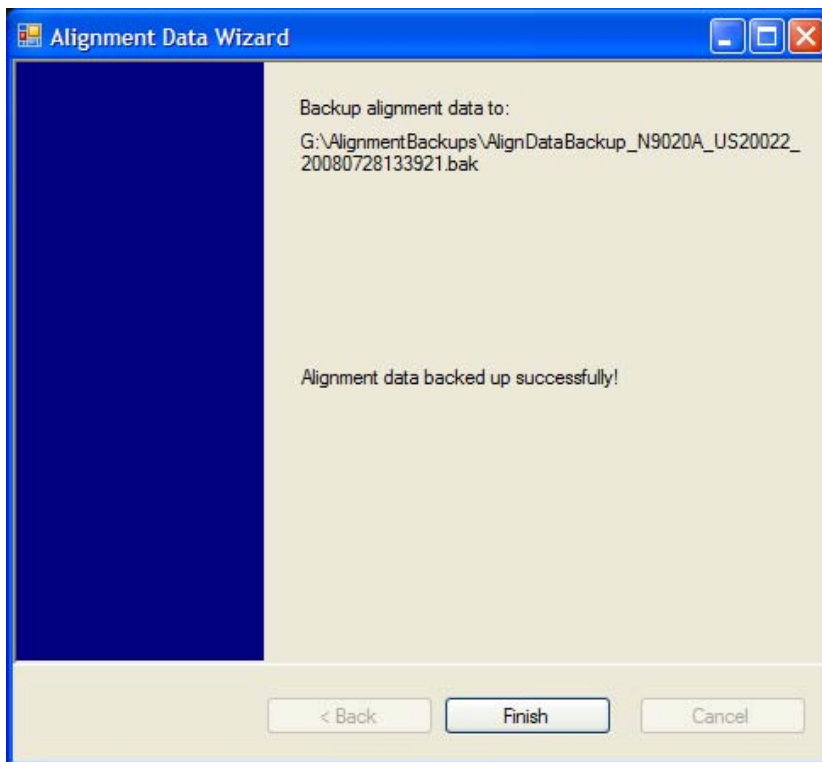 Alignment Data Wizard
Backup alignment data to:
G:\AlignmentBackups\AlignDataBackup_N9020A_US20022_
20080728133921.bak
Alignment data backed up successfully!
< Back
Finish
Cancel